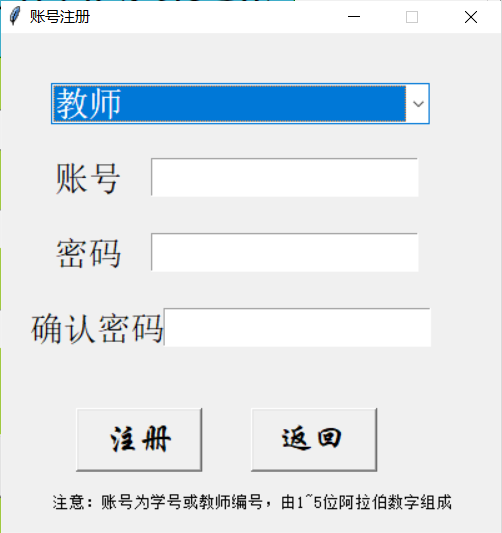 账号注册
教师
账号
密码
确认密码
注册 返回
注意：账号为学号或教师编号，由1~5位阿拉伯数字组成